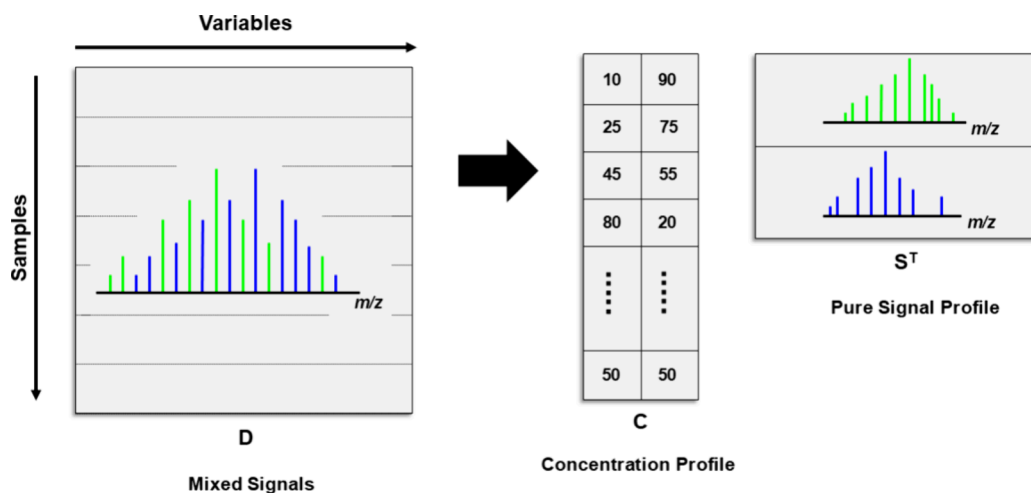 Variables
Samples
m/z
D
Mixed Signals
10 90
25 75
45 55
80 20
50 50
C
Concentration Profile
m/z
m/z
Sᵀ
Pure Signal Profile